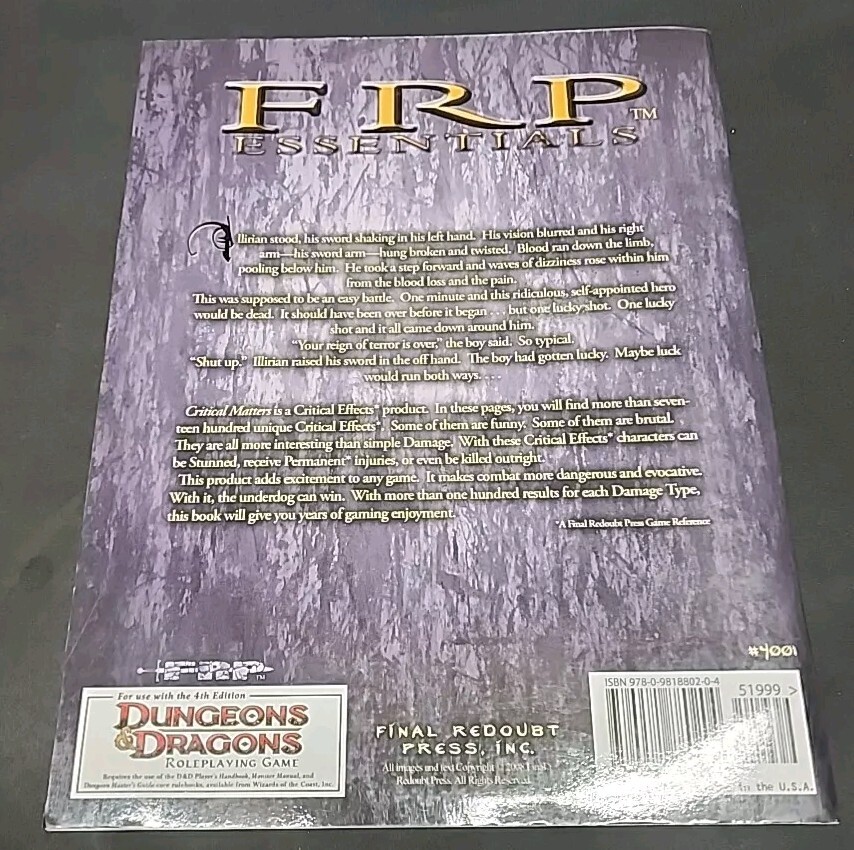 FRP™
ESSENTIALS
Illirian stood, his sword shaking in his left hand. His vision blurred and his right
arm—his sword arm—hung broken and twisted. Blood ran down the limb,
pooling below him. He took a step forward and waves of dizziness rose within him
from the blood loss and the pain.
This was supposed to be an easy battle. One minute and this ridiculous, self-appointed hero
would be dead. It should have been over before it began . . . but one lucky shot. One lucky
shot and it all came down around him.
"Your reign of terror is over," the boy said. So typical.
"Shut up." Illirian raised his sword in the off hand. The boy had gotten lucky. Maybe luck
would run both ways. . . .
Critical Matters is a Critical Effects* product. In these pages, you will find more than seven-
teen hundred unique Critical Effects*. Some of them are funny. Some of them are brutal.
They are all more interesting than simple Damage. With these Critical Effects* characters can
be Stunned, receive Permanent* injuries, or even be killed outright.
This product adds excitement to any game. It makes combat more dangerous and evocative.
With it, the underdog can win. With more than one hundred results for each Damage Type,
this book will give you years of gaming enjoyment.
*A Final Redoubt Press Game Reference
#4001
FRP™
For use with the 4th Edition
DUNGEONS
& DRAGONS
ROLEPLAYING GAME
Requires the use of the D&D Player's Handbook, Monster Manual, and
Dungeon Master's Guide core rulebooks, available from Wizards of the Coast, Inc.
FINAL REDOUBT
PRESS, INC.
All images and text Copyright ©2008 Final
Redoubt Press. All Rights Reserved
ISBN 978-0-9818802-0-4
51999 >
in the U.S.A.